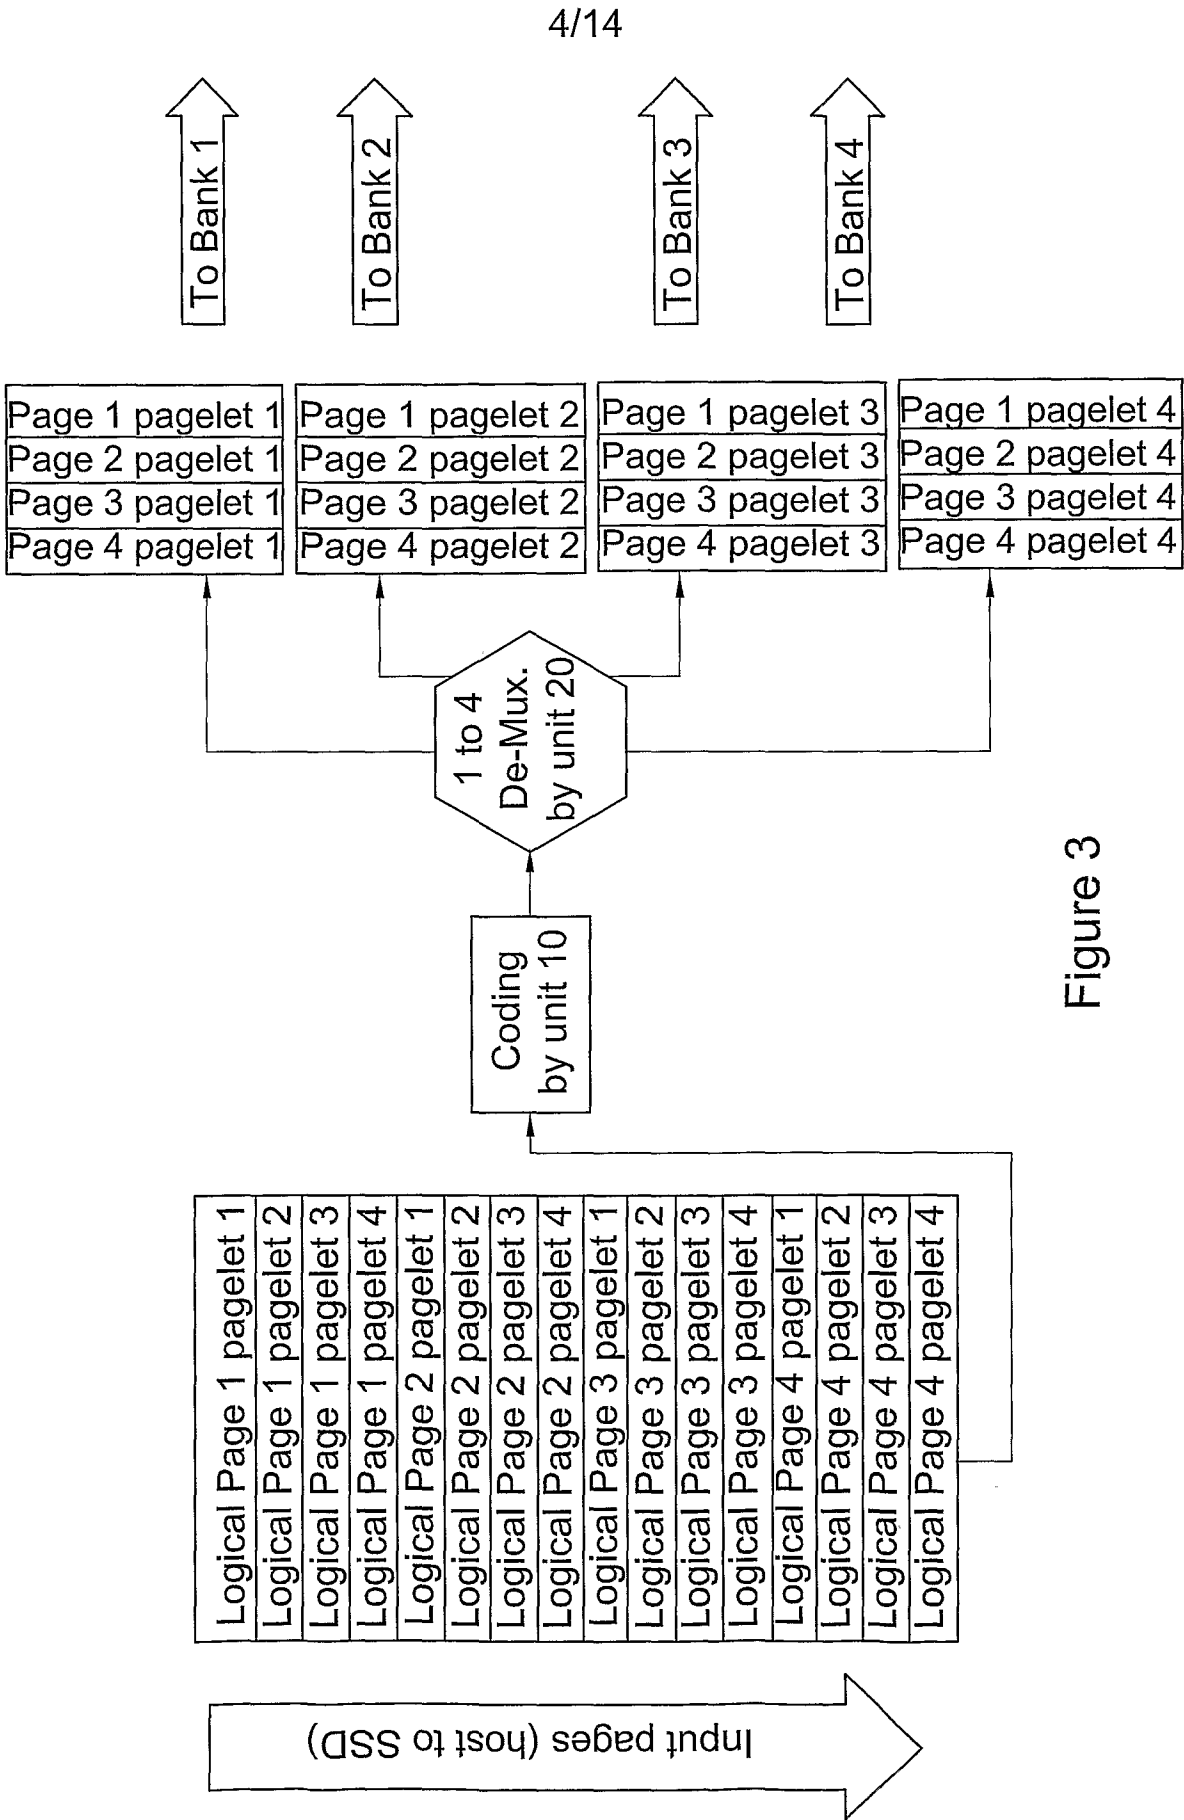 4/14
Input pages (host to SSD)
Logical Page 1 pagelet 1
Logical Page 1 pagelet 2
Logical Page 1 pagelet 3
Logical Page 1 pagelet 4
Logical Page 2 pagelet 1
Logical Page 2 pagelet 2
Logical Page 2 pagelet 3
Logical Page 2 pagelet 4
Logical Page 3 pagelet 1
Logical Page 3 pagelet 2
Logical Page 3 pagelet 3
Logical Page 3 pagelet 4
Logical Page 4 pagelet 1
Logical Page 4 pagelet 2
Logical Page 4 pagelet 3
Logical Page 4 pagelet 4
Coding
by unit 10
1 to 4
De-Mux.
by unit 20
Page 1 pagelet 1
Page 2 pagelet 1
Page 3 pagelet 1
Page 4 pagelet 1
Page 1 pagelet 2
Page 2 pagelet 2
Page 3 pagelet 2
Page 4 pagelet 2
Page 1 pagelet 3
Page 2 pagelet 3
Page 3 pagelet 3
Page 4 pagelet 3
Page 1 pagelet 4
Page 2 pagelet 4
Page 3 pagelet 4
Page 4 pagelet 4
To Bank 1
To Bank 2
To Bank 3
To Bank 4
Figure 3